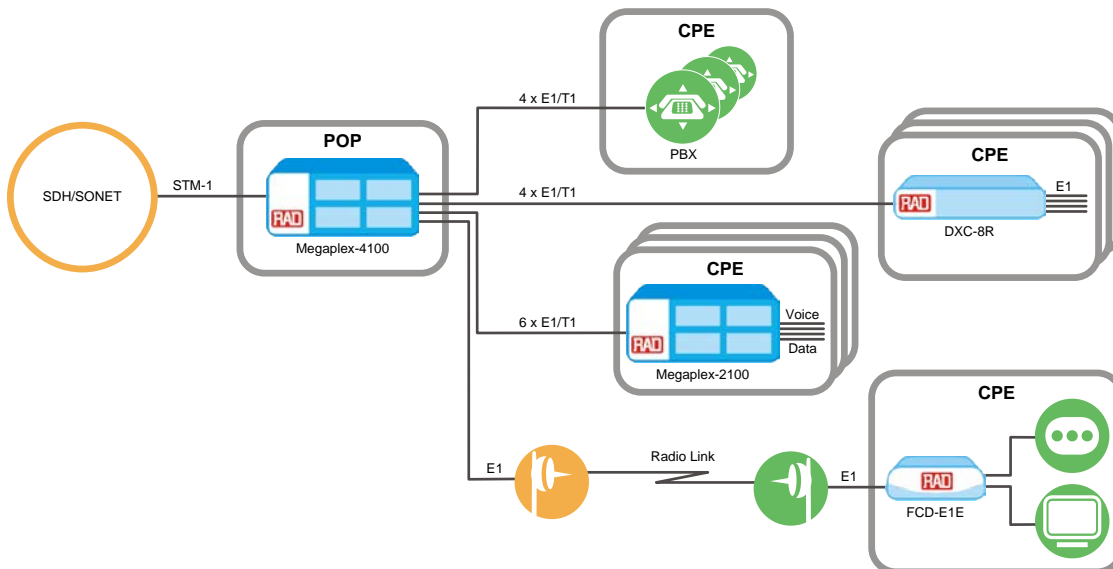 CPE
4 x E1/T1
PBX
POP
SDH/SONET
STM-1
RAD
Megaplex-4100
4 x E1/T1
CPE
RAD
E1
DXC-8R
CPE
6 x E1/T1
RAD
Voice
Data
Megaplex-2100
CPE
E1
Radio Link
E1
RAD
FCD-E1E